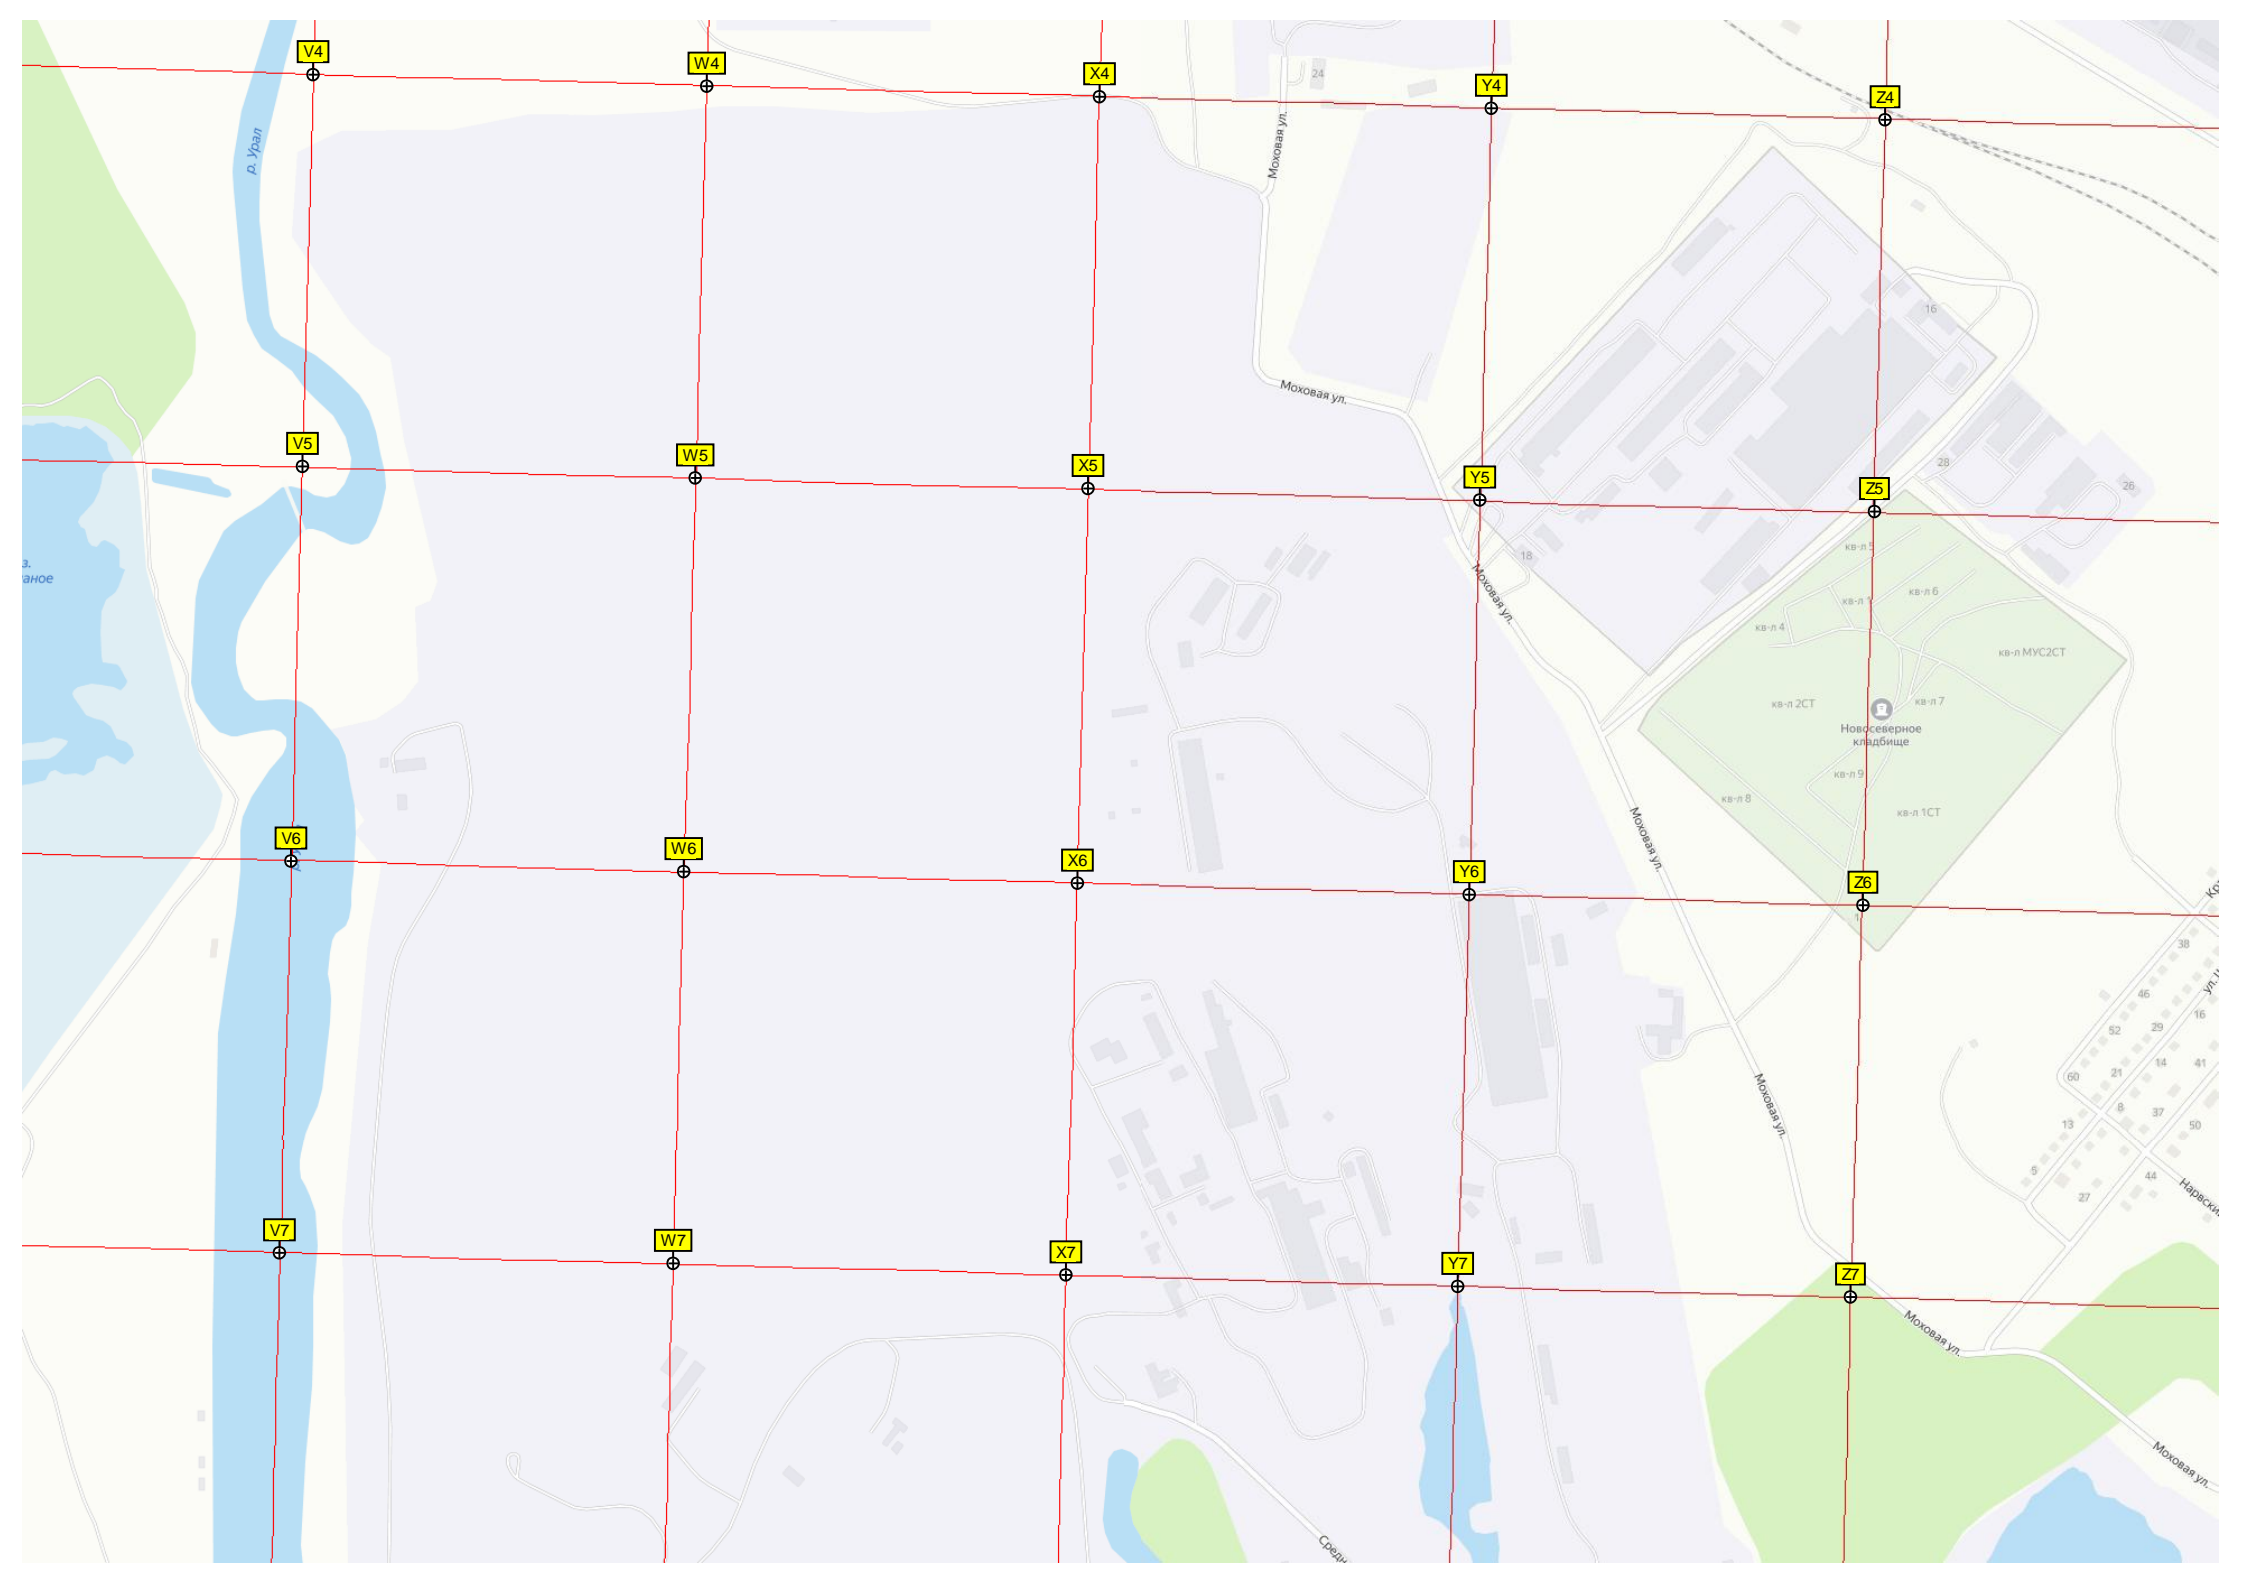 V4
W4
X4
Y4
Z4
24
р. Урал
Моховая ул.
16
Моховая ул.
V5
W5
X5
Y5
Z5
28
26
з.
аное
18
Моховая ул.
кв-л 5
кв-л 1
кв-л 6
кв-л 4
кв-л МУС2СТ
кв-л 2СТ
кв-л 7
Новосеверное
кладбище
кв-л 9
кв-л 8
кв-л 1СТ
Моховая ул.
V6
W6
X6
Y6
Z6
1
38
46
16
52
29
14
41
60
21
8
37
50
13
5
44
27
Моховая ул.
Нарвски
V7
W7
X7
Y7
Z7
Моховая ул.
Моховая ул.
Средн